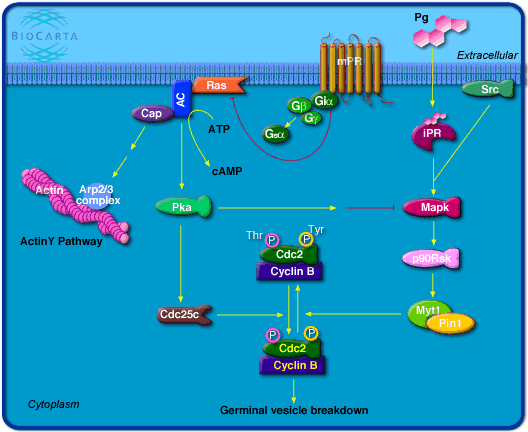 BIOCARTA
Pg
Extracellular
mPR
Ras
AC
Src
Cap
Gβ
Giα
Gγ
Gsα
ATP
iPR
cAMP
Actin
Arp2/3
complex
ActinY Pathway
Pka
Mapk
Thr
P
Tyr
P
Cdc2
Cyclin B
p90Rsk
Cdc25c
Myt1
Pin1
P
P
Cdc2
Cyclin B
Cytoplasm
Germinal vesicle breakdown